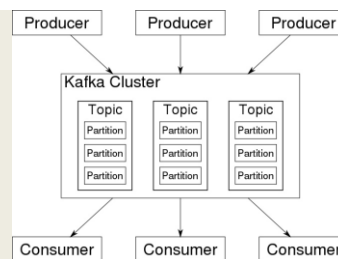 Producer Producer Producer
Kafka Cluster
Topic Topic Topic
Partition Partition Partition
Partition Partition Partition
Partition Partition Partition
Consumer Consumer Consumer